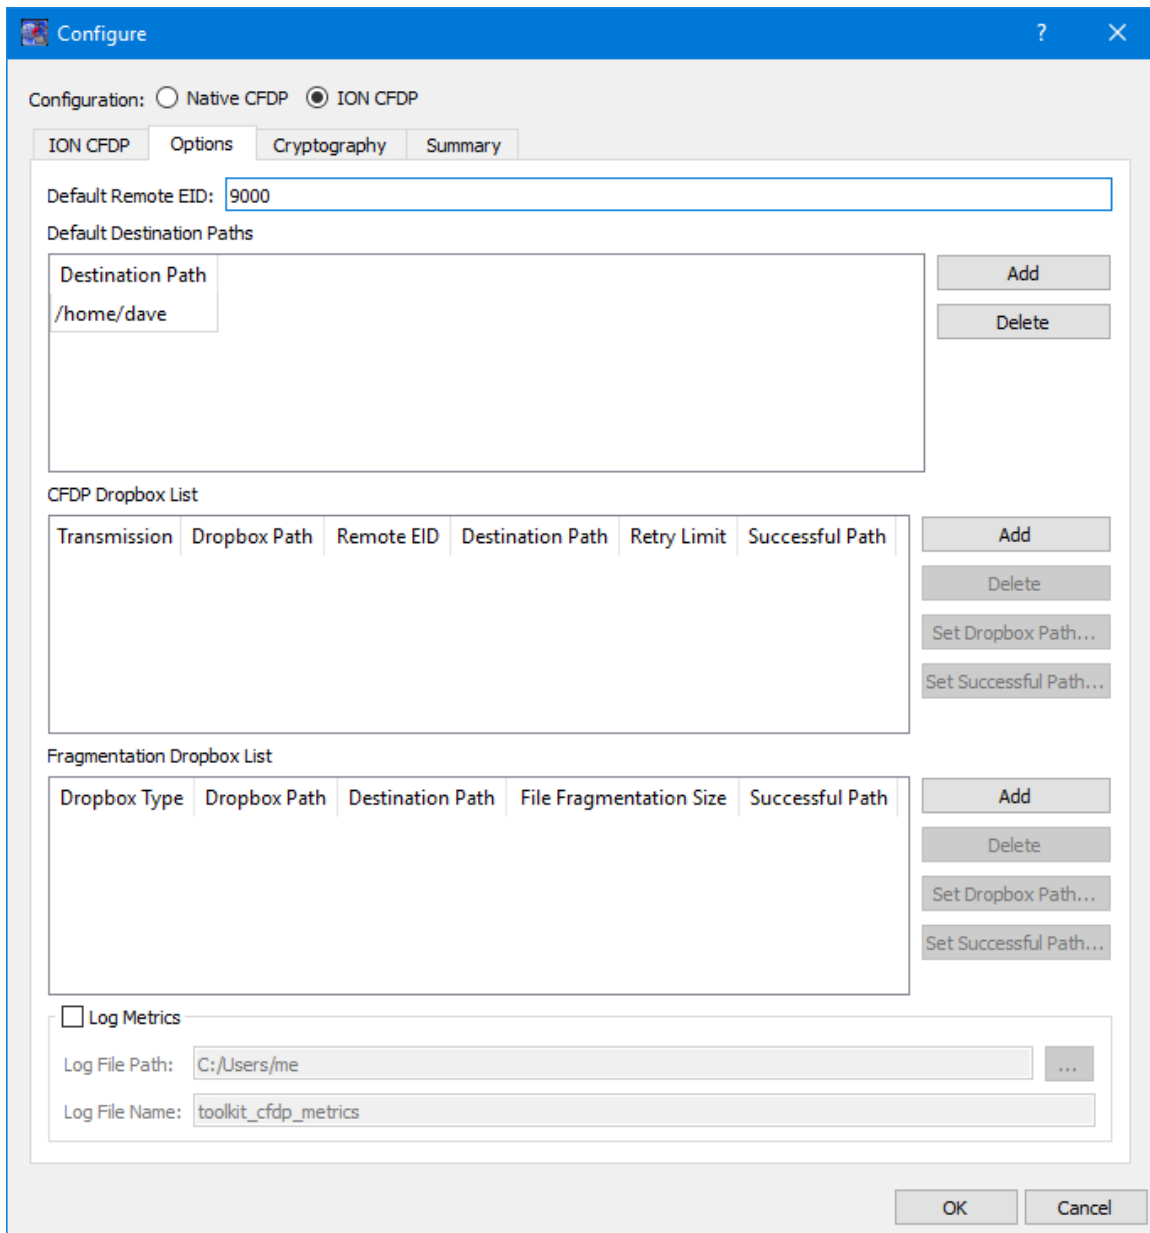 Configure ?
Configuration: Native CFDP ION CFDP
ION CFDP Options Cryptography Summary
Default Remote EID: 9000
Default Destination Paths
Destination Path Add
/home/dave
Delete
CFDP Dropbox List
Transmission Dropbox Path Remote EID Destination Path Retry Limit Successful Path Add
Delete
Set Dropbox Path...
Set Successful Path...
Fragmentation Dropbox List
Dropbox Type Dropbox Path Destination Path File Fragmentation Size Successful Path Add
Delete
Set Dropbox Path...
Set Successful Path...
Log Metrics
Log File Path: C:/Users/me ...
Log File Name: toolkit_cfdp_metrics
OK Cancel